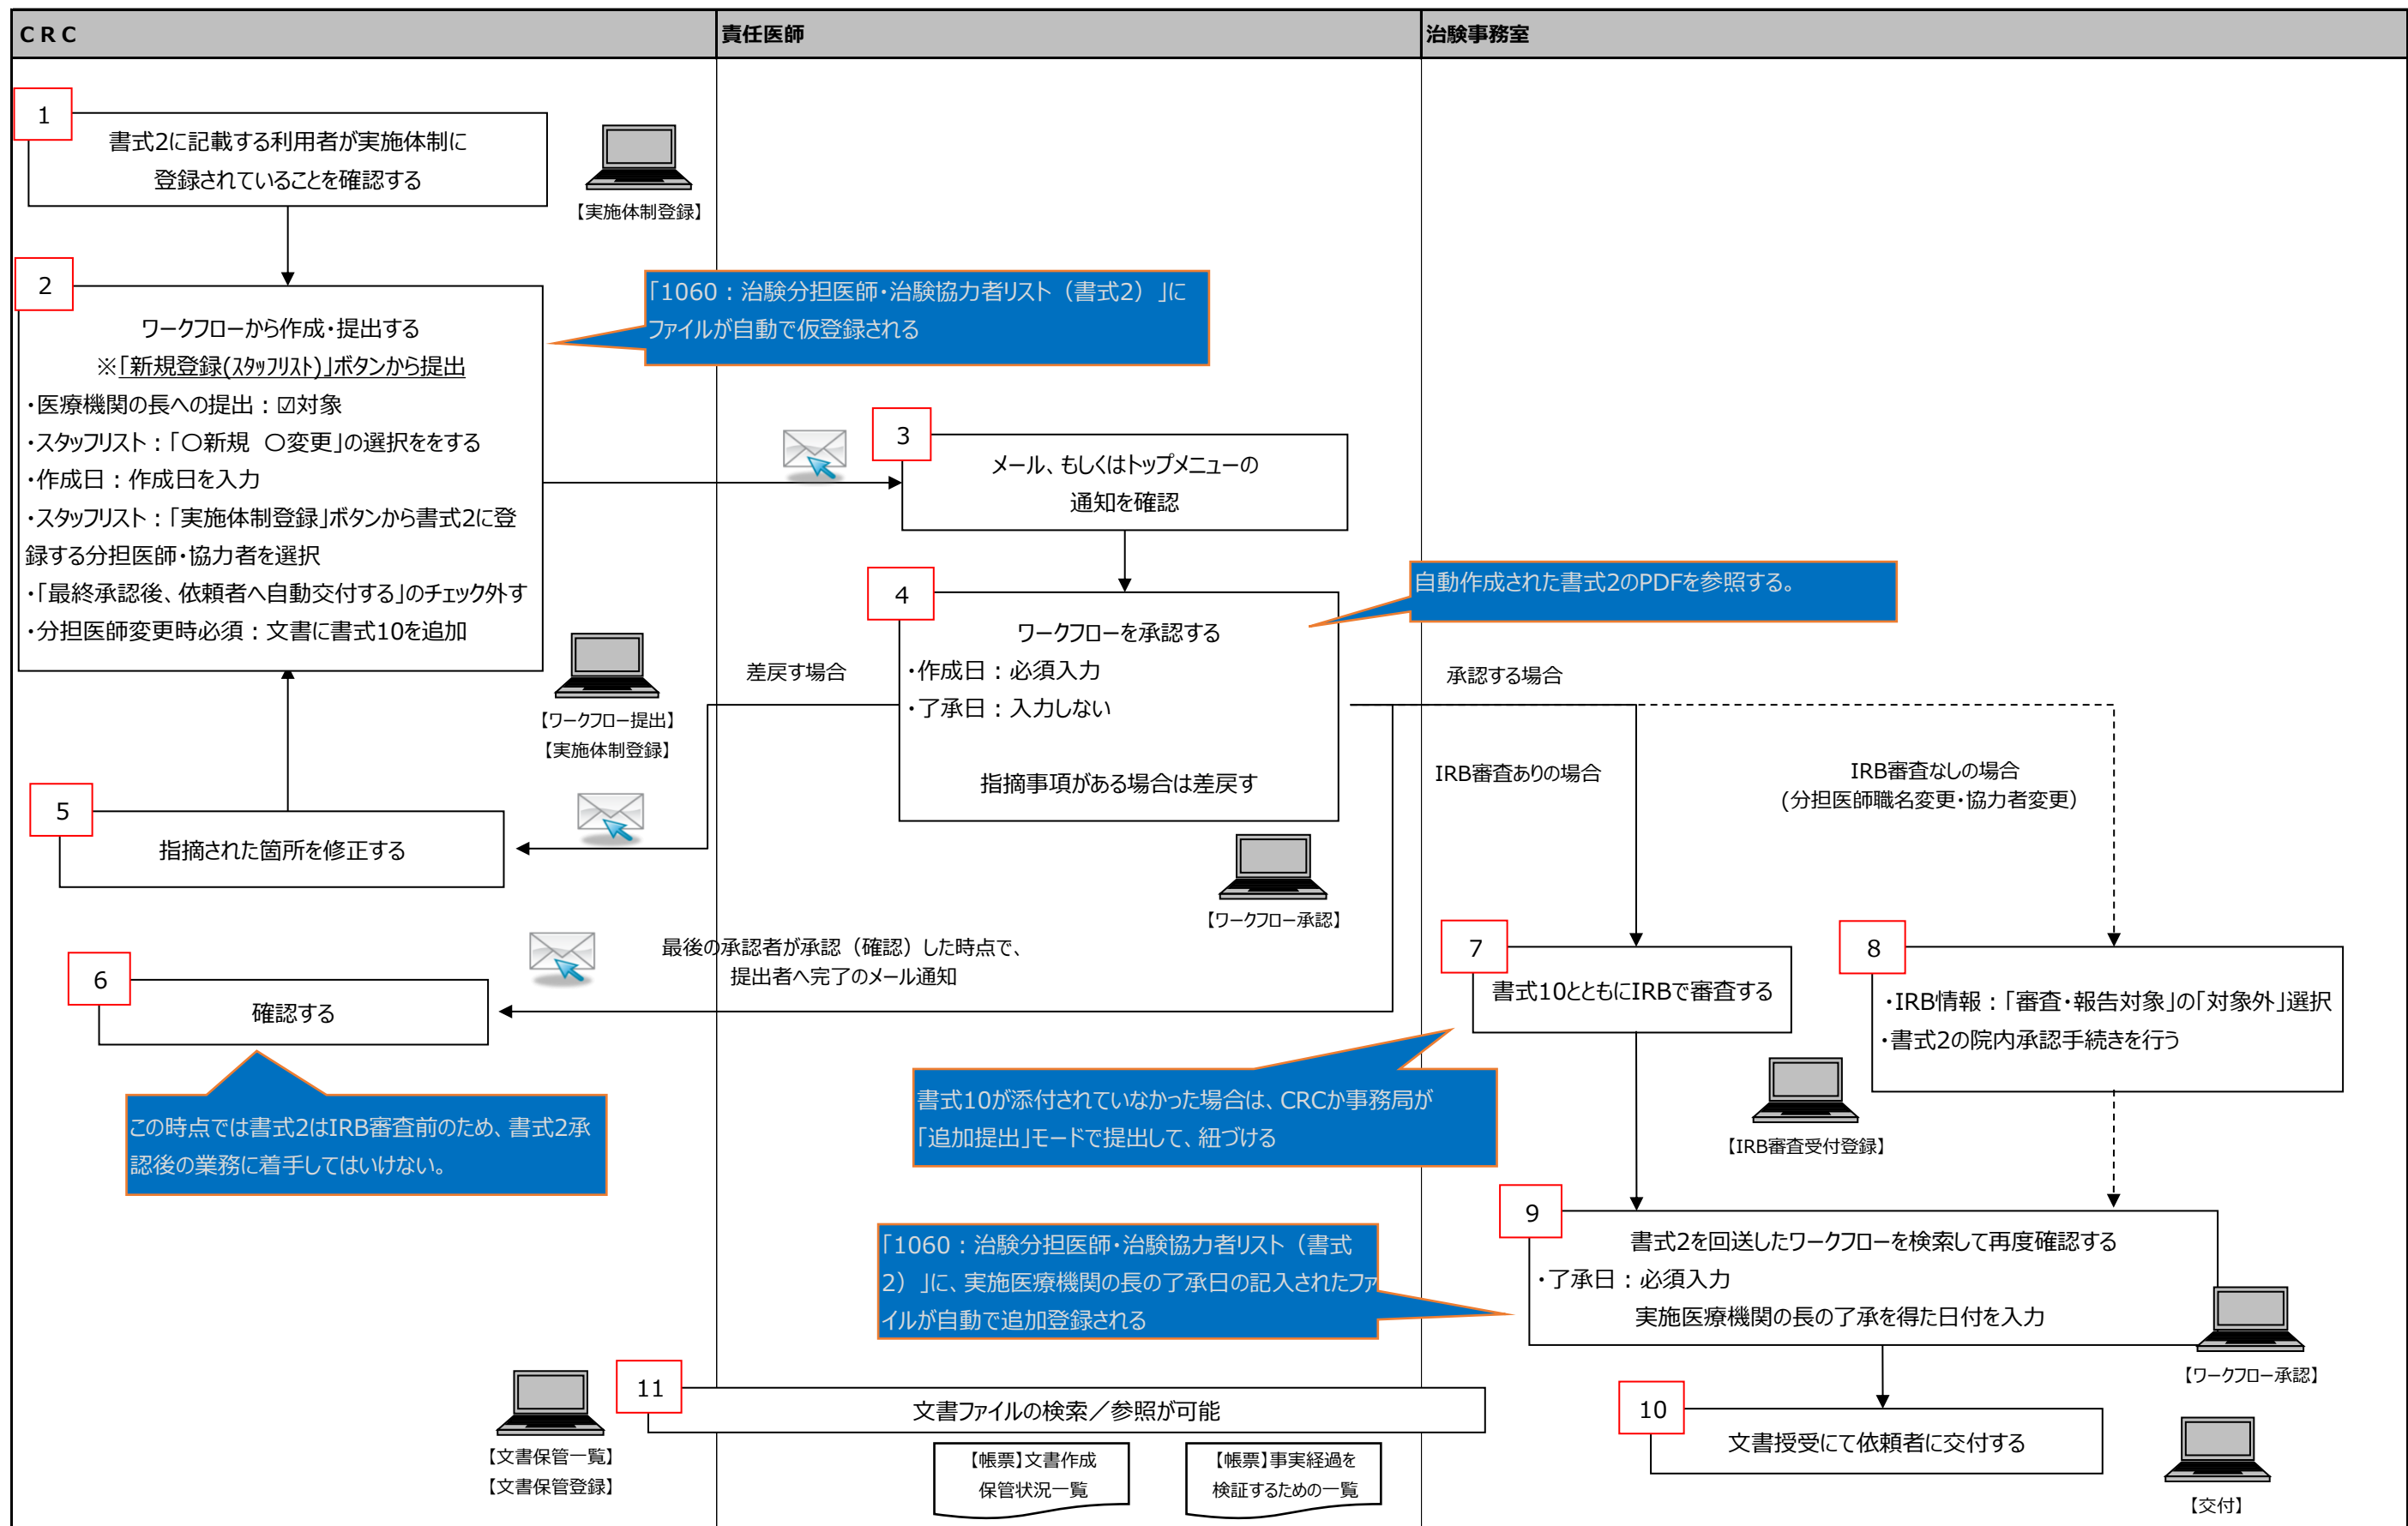 ＣＲＣ
責任医師
治験事務室
1
書式2に記載する利用者が実施体制に
登録されていることを確認する
【実施体制登録】
2
ワークフローから作成・提出する
※「新規登録(ｽﾀｯﾌﾘｽﾄ)」ボタンから提出
・医療機関の長への提出：☑対象
・スタッフリスト：「〇新規　〇変更」の選択ををする
・作成日：作成日を入力
・スタッフリスト：「実施体制登録」ボタンから書式2に登
録する分担医師・協力者を選択
・「最終承認後、依頼者へ自動交付する」のチェック外す
・分担医師変更時必須：文書に書式10を追加
「1060：治験分担医師・治験協力者リスト（書式2）」に
ファイルが自動で仮登録される
【ワークフロー提出】
【実施体制登録】
3
メール、もしくはトップメニューの
通知を確認
4
ワークフローを承認する
・作成日：必須入力
・了承日：入力しない
指摘事項がある場合は差戻す
自動作成された書式2のPDFを参照する。
差戻す場合
承認する場合
【ワークフロー承認】
5
指摘された箇所を修正する
IRB審査ありの場合
IRB審査なしの場合
(分担医師職名変更・協力者変更）
6
確認する
最後の承認者が承認（確認）した時点で、
提出者へ完了のメール通知
この時点では書式2はIRB審査前のため、書式2承
認後の業務に着手してはいけない。
7
書式10とともにIRBで審査する
書式10が添付されていなかった場合は、CRCか事務局が
「追加提出」モードで提出して、紐づける
8
・IRB情報：「審査・報告対象」の「対象外」選択
・書式2の院内承認手続きを行う
【IRB審査受付登録】
9
書式2を回送したワークフローを検索して再度確認する
・了承日：必須入力
実施医療機関の長の了承を得た日付を入力
「1060：治験分担医師・治験協力者リスト（書式
2）」に、実施医療機関の長の了承日の記入されたファ
イルが自動で追加登録される
【ワークフロー承認】
10
文書授受にて依頼者に交付する
【交付】
11
文書ファイルの検索／参照が可能
【文書保管一覧】
【文書保管登録】
【帳票】文書作成
保管状況一覧
【帳票】事実経過を
検証するための一覧